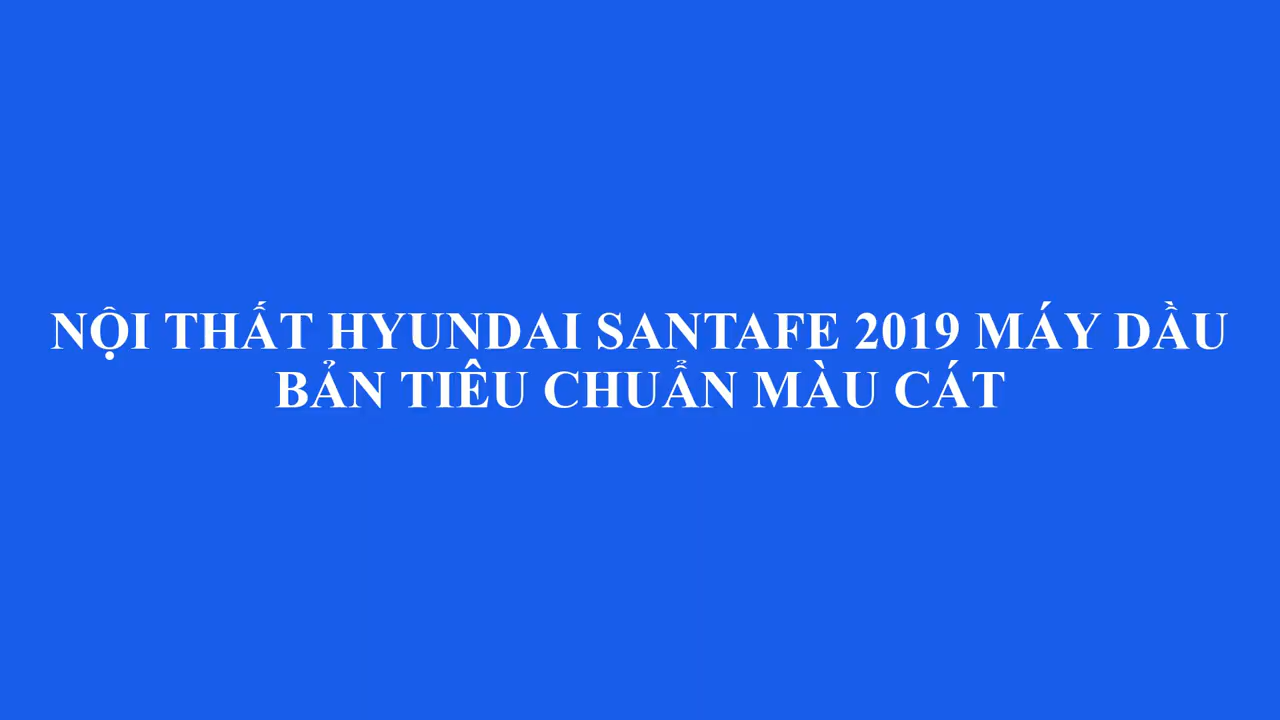 NỘI THẤT HYUNDAI SANTAFE 2019 MÁY DẦU
BẢN TIÊU CHUẨN MÀU CÁT